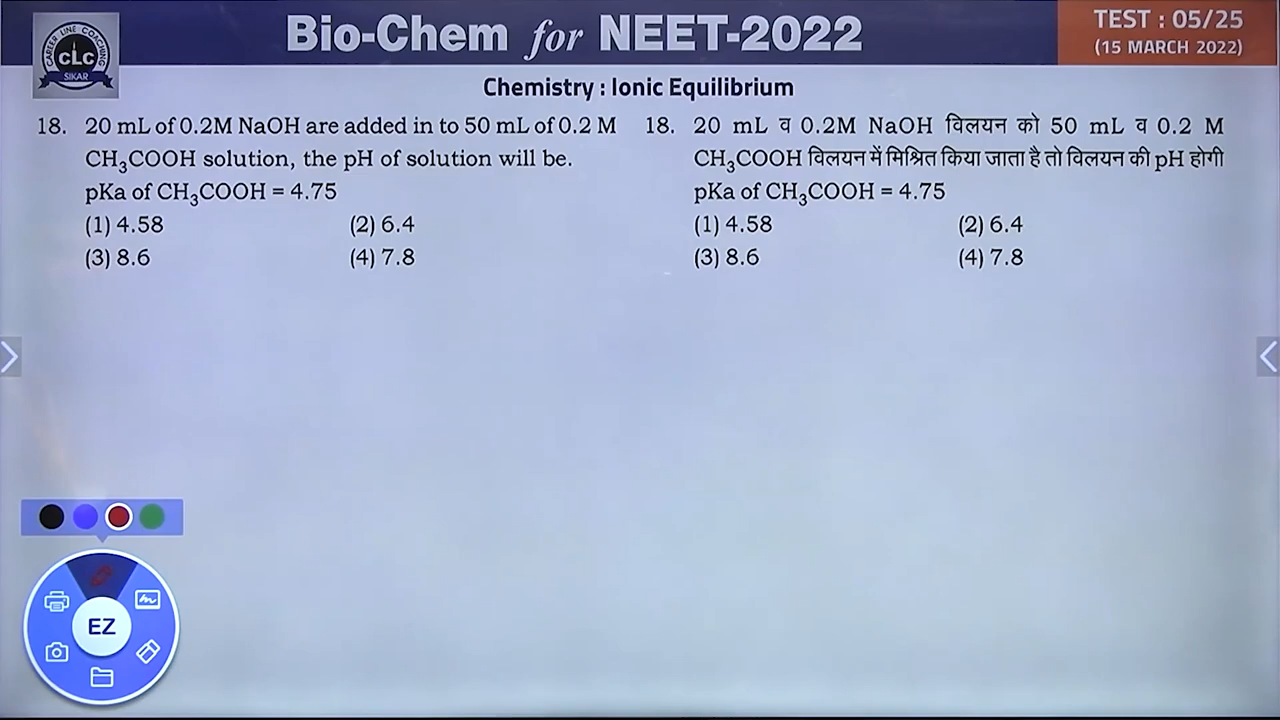 CAREER LINE COACHING
CLC
SIKAR
Bio-Chem for NEET-2022
TEST : 05/25
(15 MARCH 2022)
Chemistry : Ionic Equilibrium
18. 20 mL of 0.2M NaOH are added in to 50 mL of 0.2 M
CH₃COOH solution, the pH of solution will be.
pKa of CH₃COOH = 4.75
(1) 4.58 (2) 6.4
(3) 8.6 (4) 7.8
18. 20 mL व 0.2M NaOH विलयन को 50 mL व 0.2 M
CH₃COOH विलयन में मिश्रित किया जाता है तो विलयन की pH होगी
pKa of CH₃COOH = 4.75
(1) 4.58 (2) 6.4
(3) 8.6 (4) 7.8
EZ